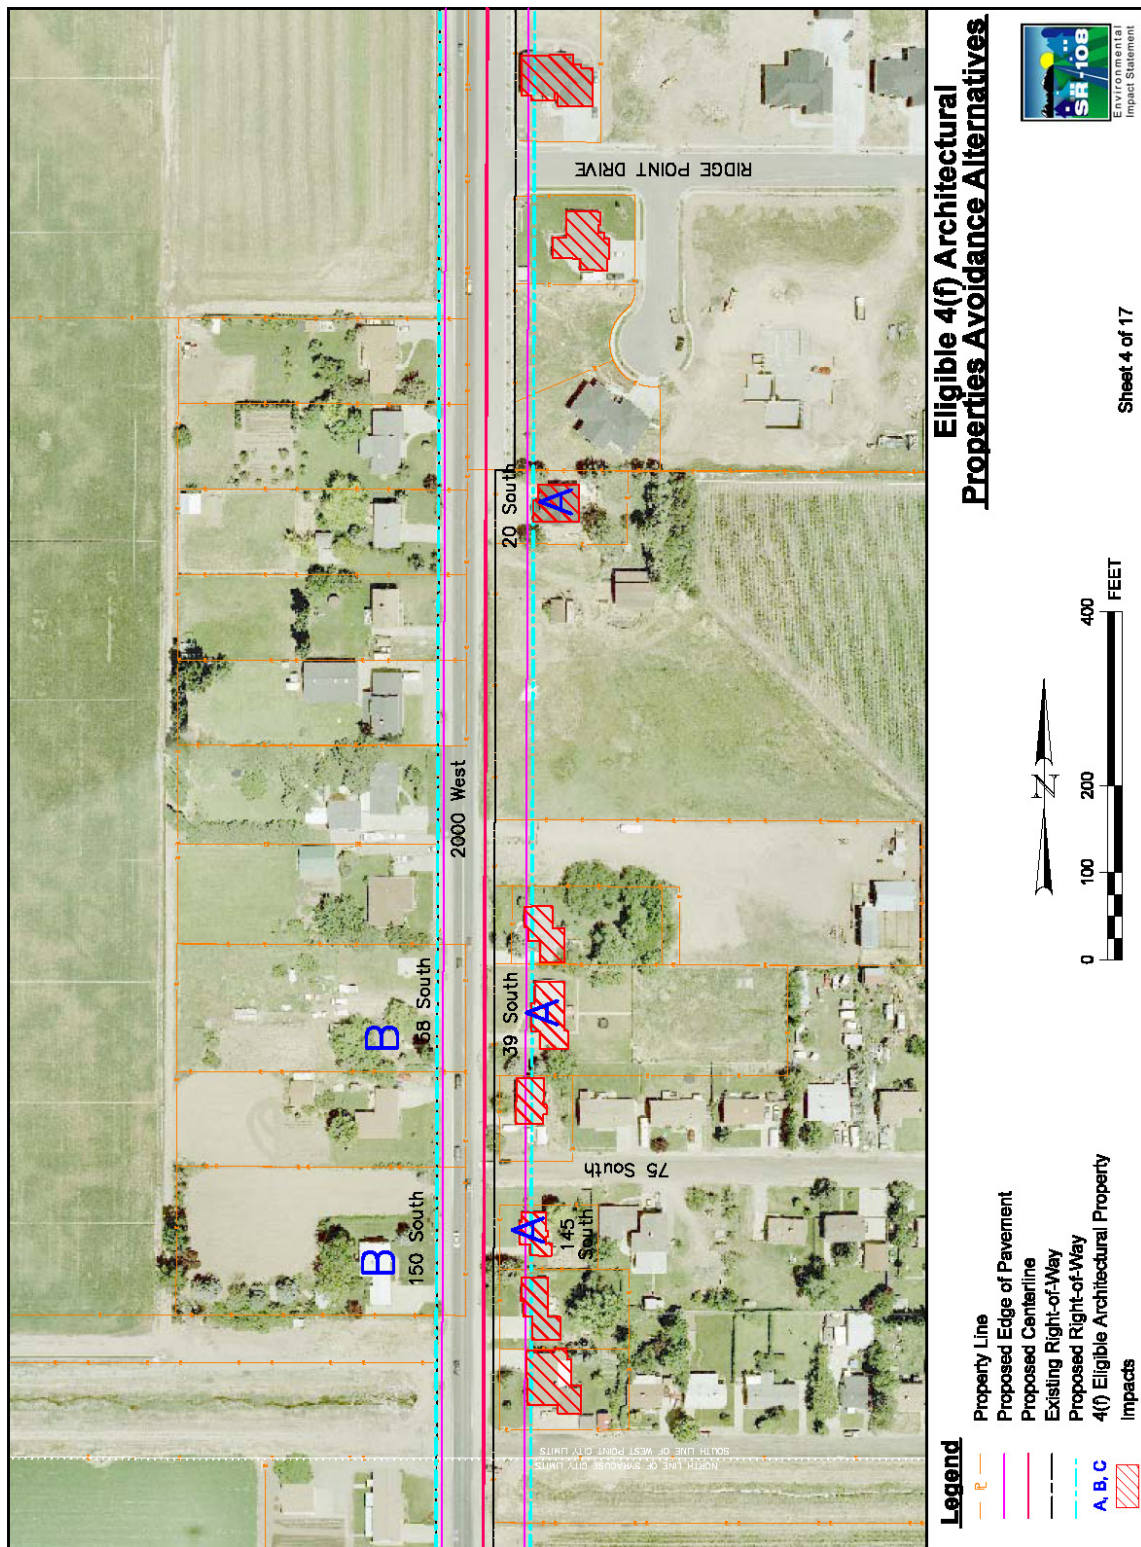 Eligible 4(f) Architectural
Properties Avoidance Alternatives
SR-108
Environmental
Impact Statement
Sheet 4 of 17
RIDGE POINT DRIVE
20 South
A
2000 West
B
68 South
39 South
A
75 South
B
150 South
A
145
South
SOUTH LINE OF WEST POINT CITY LIMITS
NORTH LINE OF SYRACUSE CITY LIMITS
N
0 100 200 400
FEET
Legend
Property Line
Proposed Edge of Pavement
Proposed Centerline
Existing Right-of-Way
Proposed Right-of-Way
A, B, C 4(f) Eligible Architectural Property
Impacts